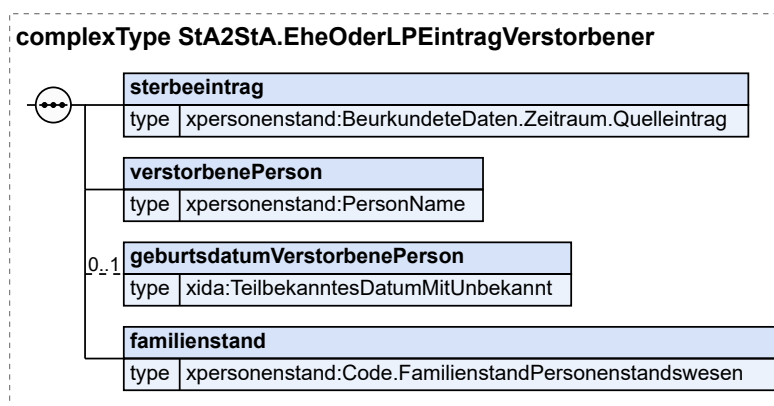 complexType StA2StA.EheOderLPEintragVerstorbener
sterbeeintrag
type xpersonenstand:BeurkundeteDaten.Zeitraum.Quelleintrag
verstorbenePerson
type xpersonenstand:PersonName
0..1
geburtsdatumVerstorbenePerson
type xida:TeilbekanntesDatumMitUnbekannt
familienstand
type xpersonenstand:Code.FamilienstandPersonenstandswesen